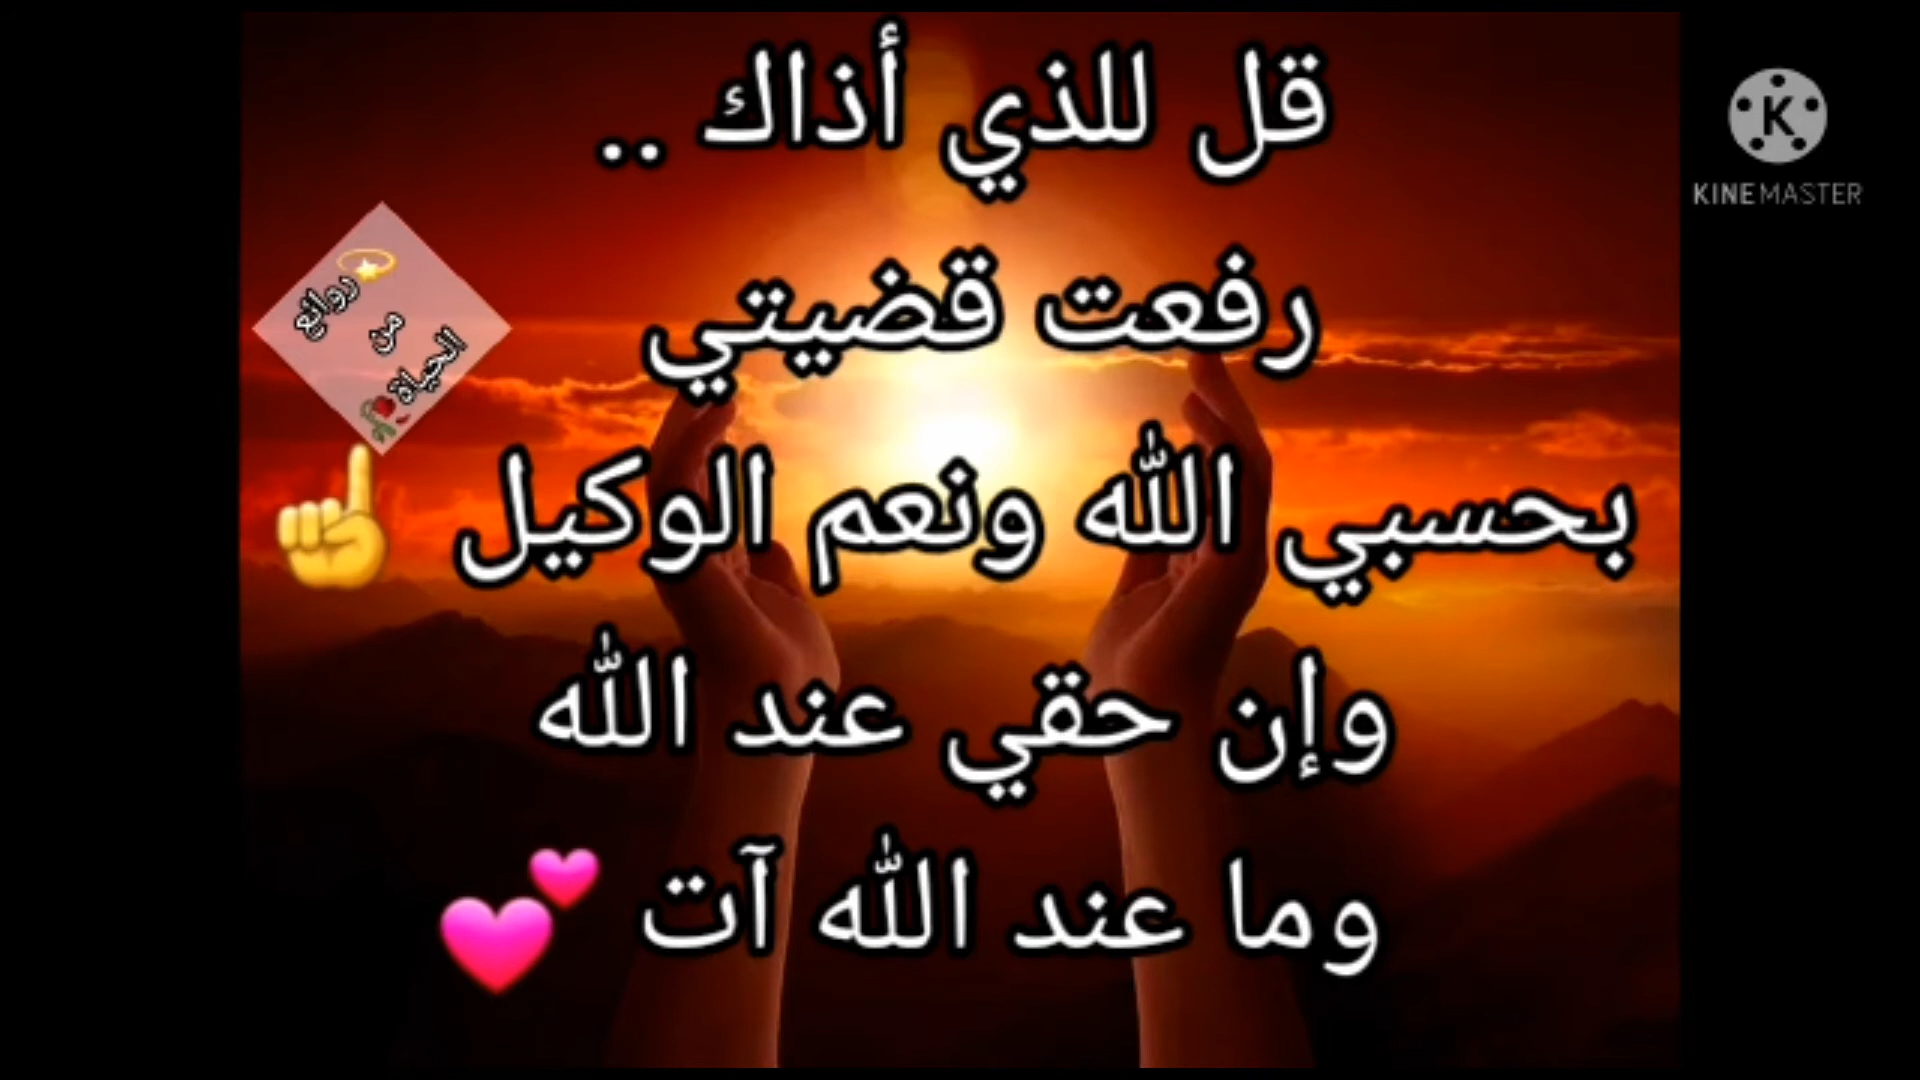 قل للذي أذاك ..
رفعت قضيتي
بحسبي الله ونعم الوكيل ☝
وإن حقي عند الله
وما عند الله آت 💕
روائع
من
الحياة
K
KINEMASTER